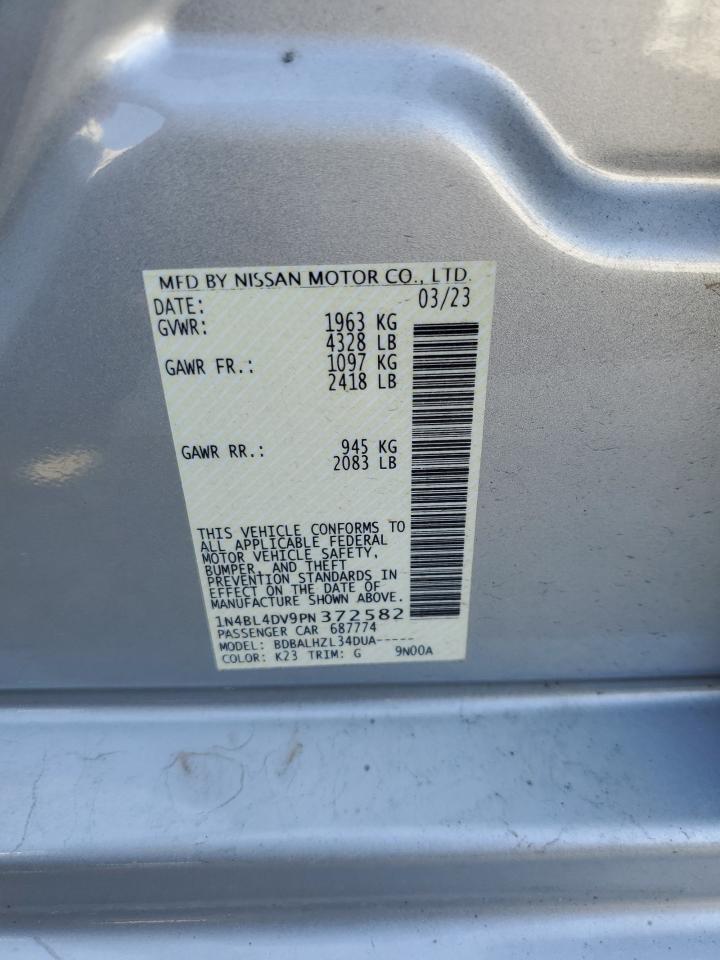 MFD BY NISSAN MOTOR CO., LTD.
DATE: 03/23
GVWR: 1963 KG
4328 LB
GAWR FR.: 1097 KG
2418 LB
GAWR RR.: 945 KG
2083 LB
THIS VEHICLE CONFORMS TO
ALL APPLICABLE FEDERAL
MOTOR VEHICLE SAFETY,
BUMPER, AND THEFT
PREVENTION STANDARDS IN
EFFECT ON THE DATE OF
MANUFACTURE SHOWN ABOVE.
1N4BL4DV9PN372582
PASSENGER CAR 687774
MODEL: BDBALHZL34DUA-----
COLOR: K23 TRIM: G 9N00A